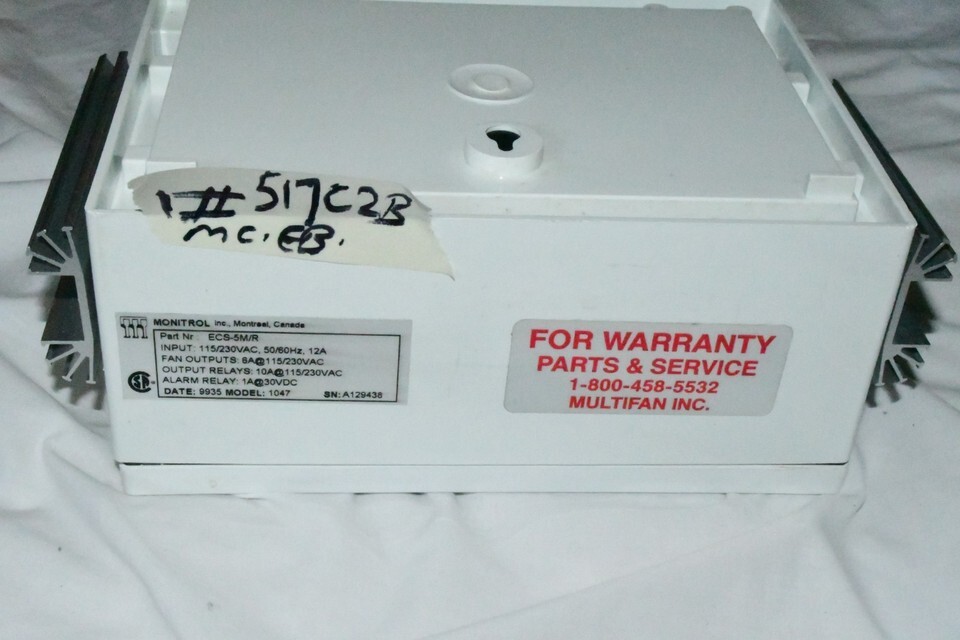 1# 517C2B
MC. EB.
MONITROL Inc., Montreal, Canada
Part Nr: ECS-5M/R
INPUT: 115/230VAC, 50/60Hz, 12A
FAN OUTPUTS: 6A@115/230VAC
OUTPUT RELAYS: 10A@115/230VAC
ALARM RELAY: 1A@30VDC
DATE: 9935 MODEL: 1047 SN: A129438
FOR WARRANTY
PARTS & SERVICE
1-800-458-5532
MULTIFAN INC.